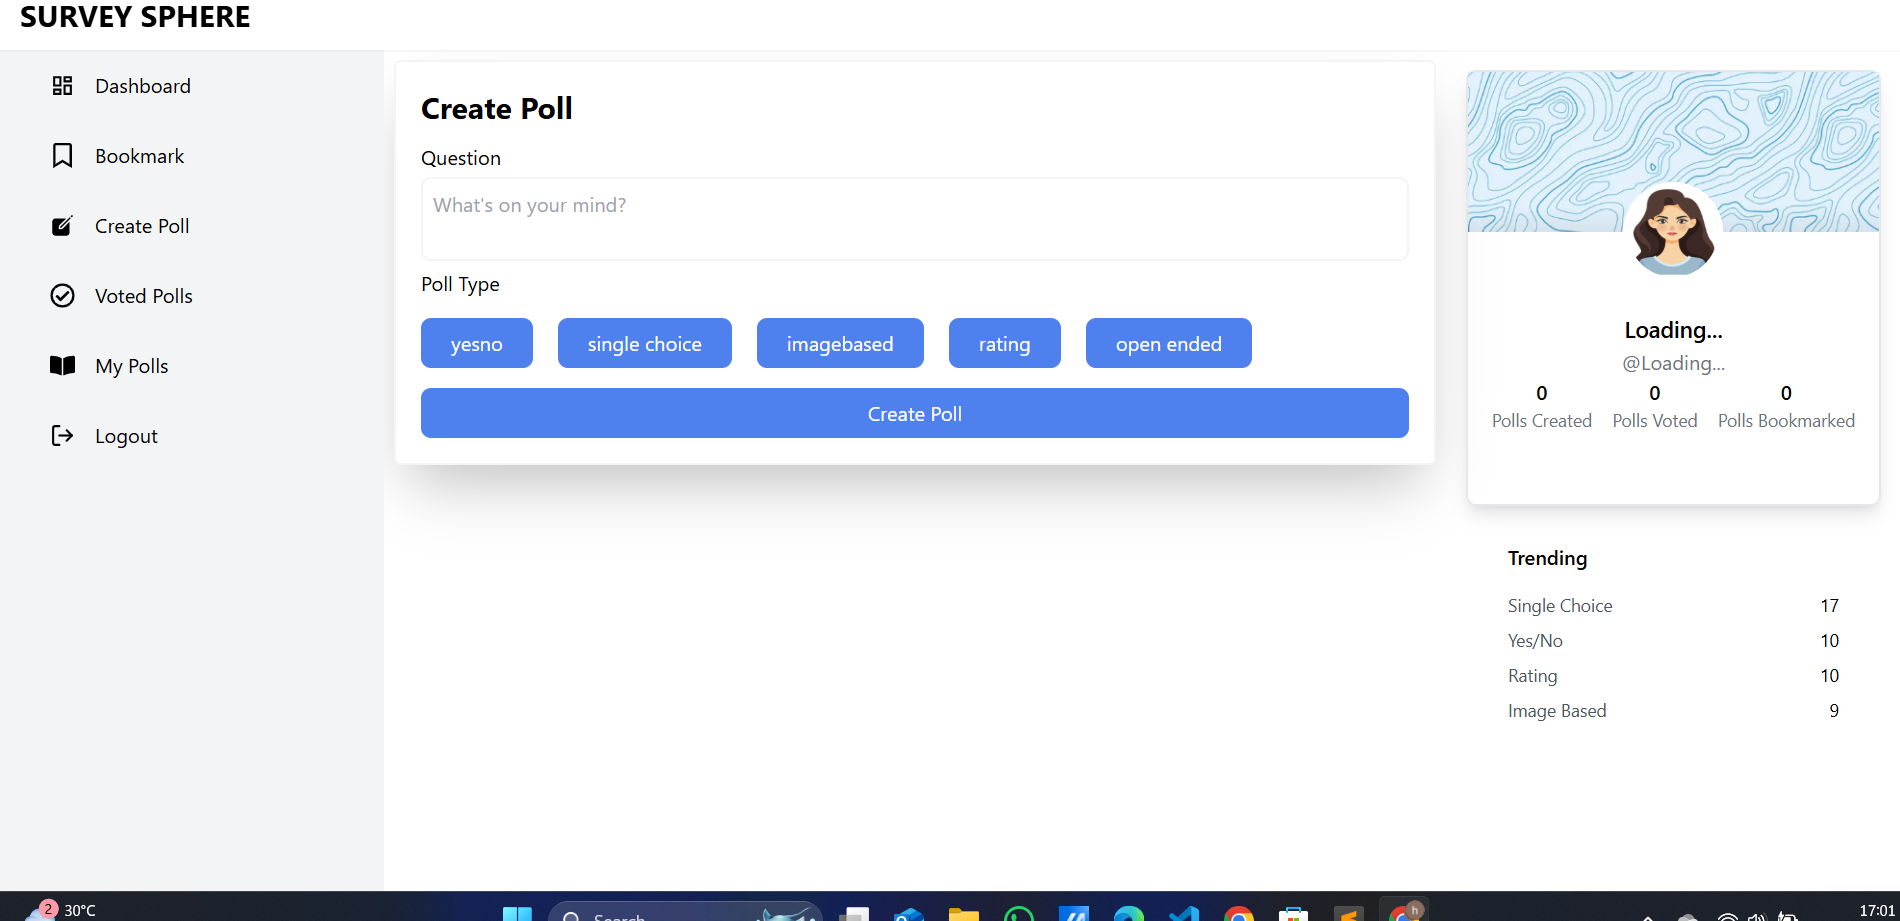 SURVEY SPHERE
Dashboard
Bookmark
Create Poll
Voted Polls
My Polls
Logout
Create Poll
Question
What's on your mind?
Poll Type
yesno
single choice
imagebased
rating
open ended
Create Poll
Loading...
@Loading...
0 0 0
Polls Created Polls Voted Polls Bookmarked
Trending
Single Choice 17
Yes/No 10
Rating 10
Image Based 9
2
30°C
Search
h
17:01